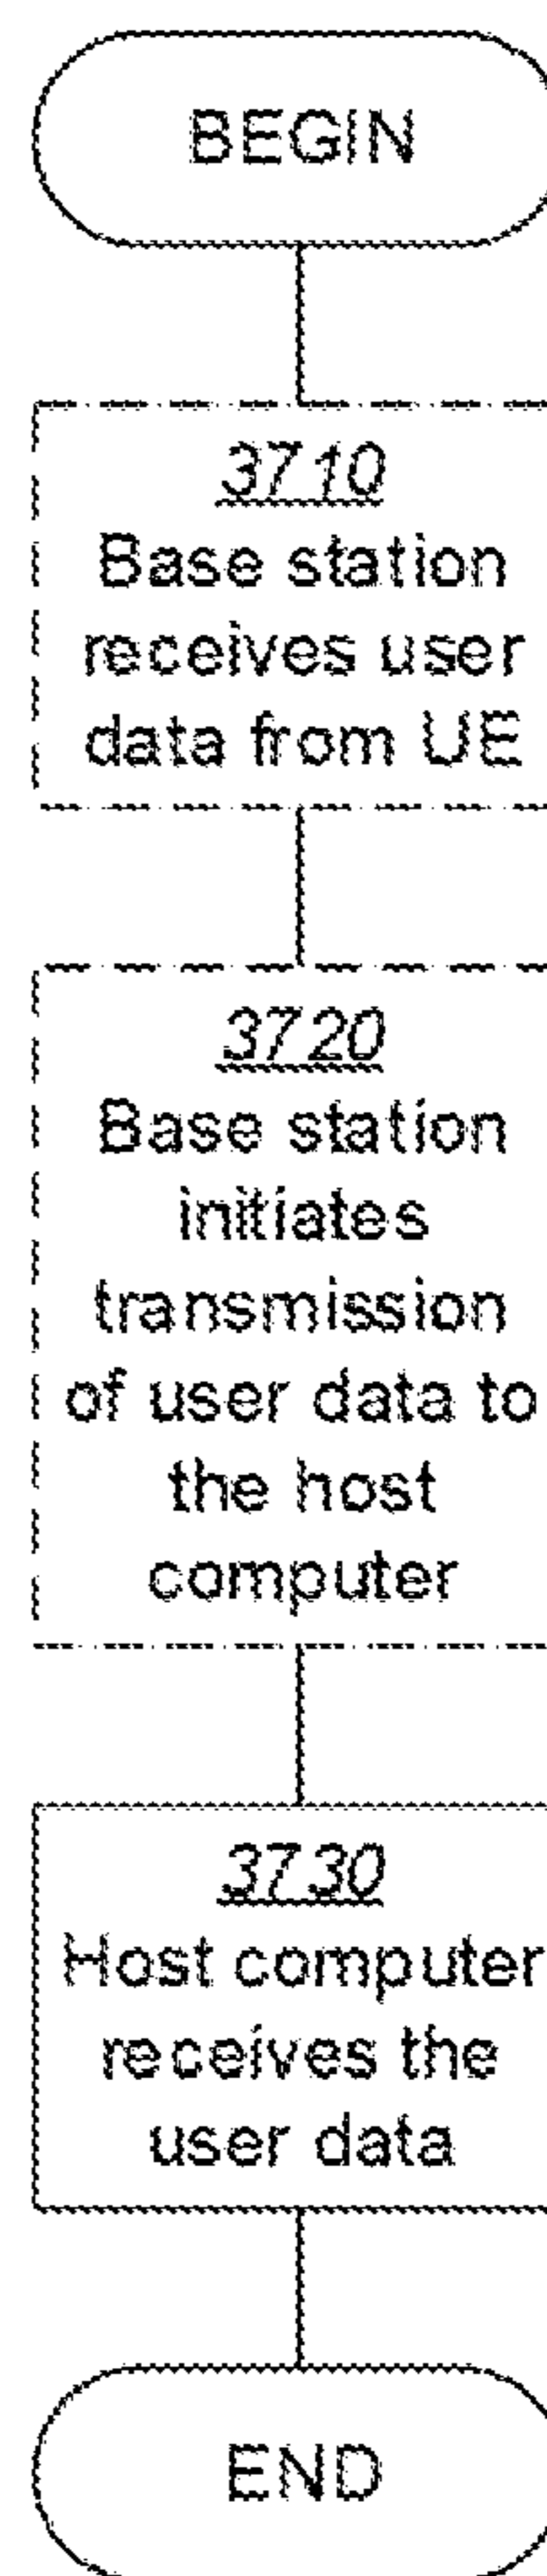 BEGIN
3710
Base station
receives user
data from UE
3720
Base station
initiates
transmission
of user data to
the host
computer
3730
Host computer
receives the
user data
END